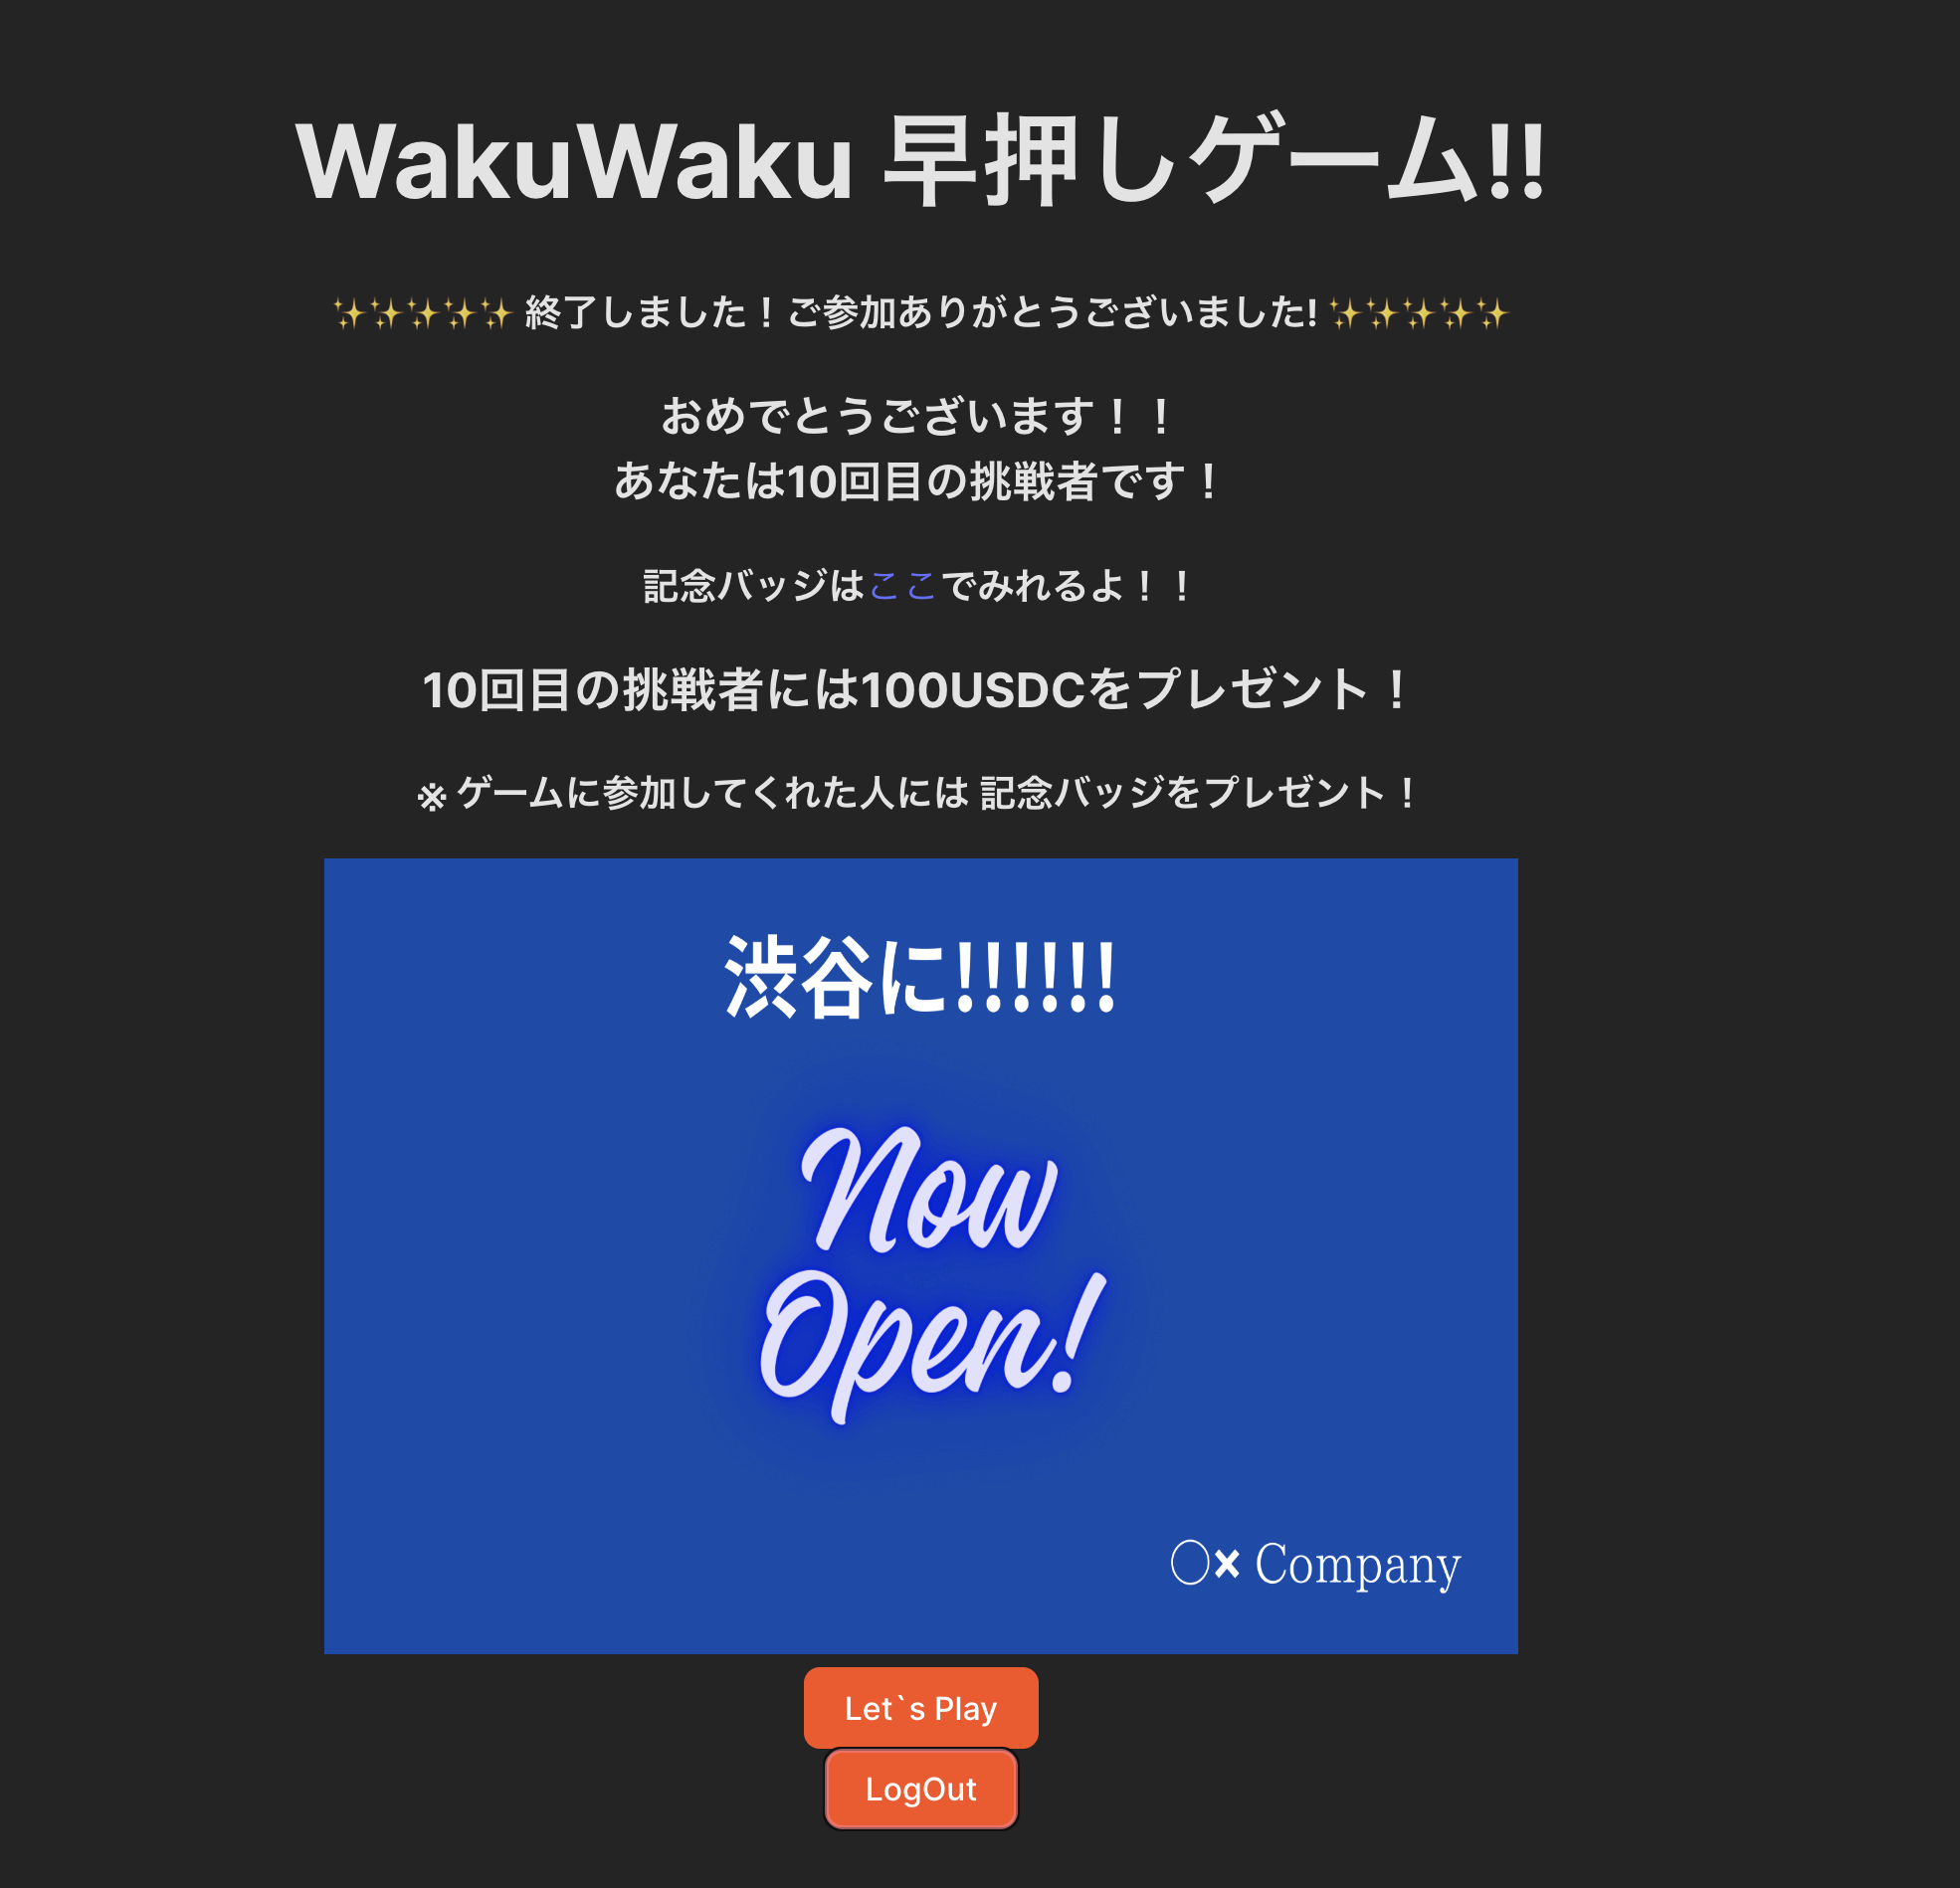 WakuWaku 早押しゲーム!!
✨✨✨✨✨ 終了しました！ご参加ありがとうございました! ✨✨✨✨✨
おめでとうございます！！
あなたは10回目の挑戦者です！
記念バッジはここでみれるよ！！
10回目の挑戦者には100USDCをプレゼント！
※ ゲームに参加してくれた人には 記念バッジをプレゼント！
渋谷に!!!!!!
Now
Open!
〇× Company
Let`s Play
LogOut